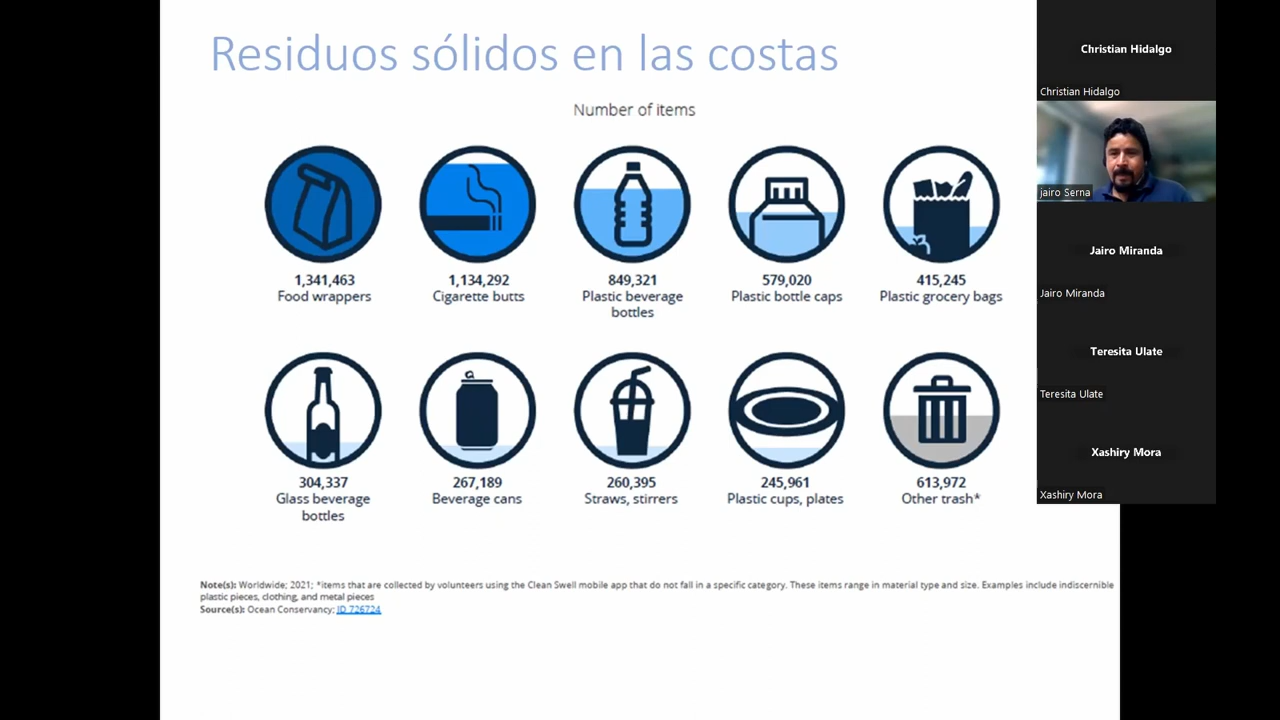 Residuos sólidos en las costas
Number of items
1,341,463
Food wrappers
1,134,292
Cigarette butts
849,321
Plastic beverage
bottles
579,020
Plastic bottle caps
415,245
Plastic grocery bags
304,337
Glass beverage
bottles
267,189
Beverage cans
260,395
Straws, stirrers
245,961
Plastic cups, plates
613,972
Other trash*
Note(s): Worldwide; 2021; *items that are collected by volunteers using the Clean Swell mobile app that do not fall in a specific category. These items range in material type and size. Examples include indiscernible
plastic pieces, clothing, and metal pieces
Source(s): Ocean Conservancy; ID 726724
Christian Hidalgo
Christian Hidalgo
jairo Serna
Jairo Miranda
Jairo Miranda
Teresita Ulate
Teresita Ulate
Xashiry Mora
Xashiry Mora